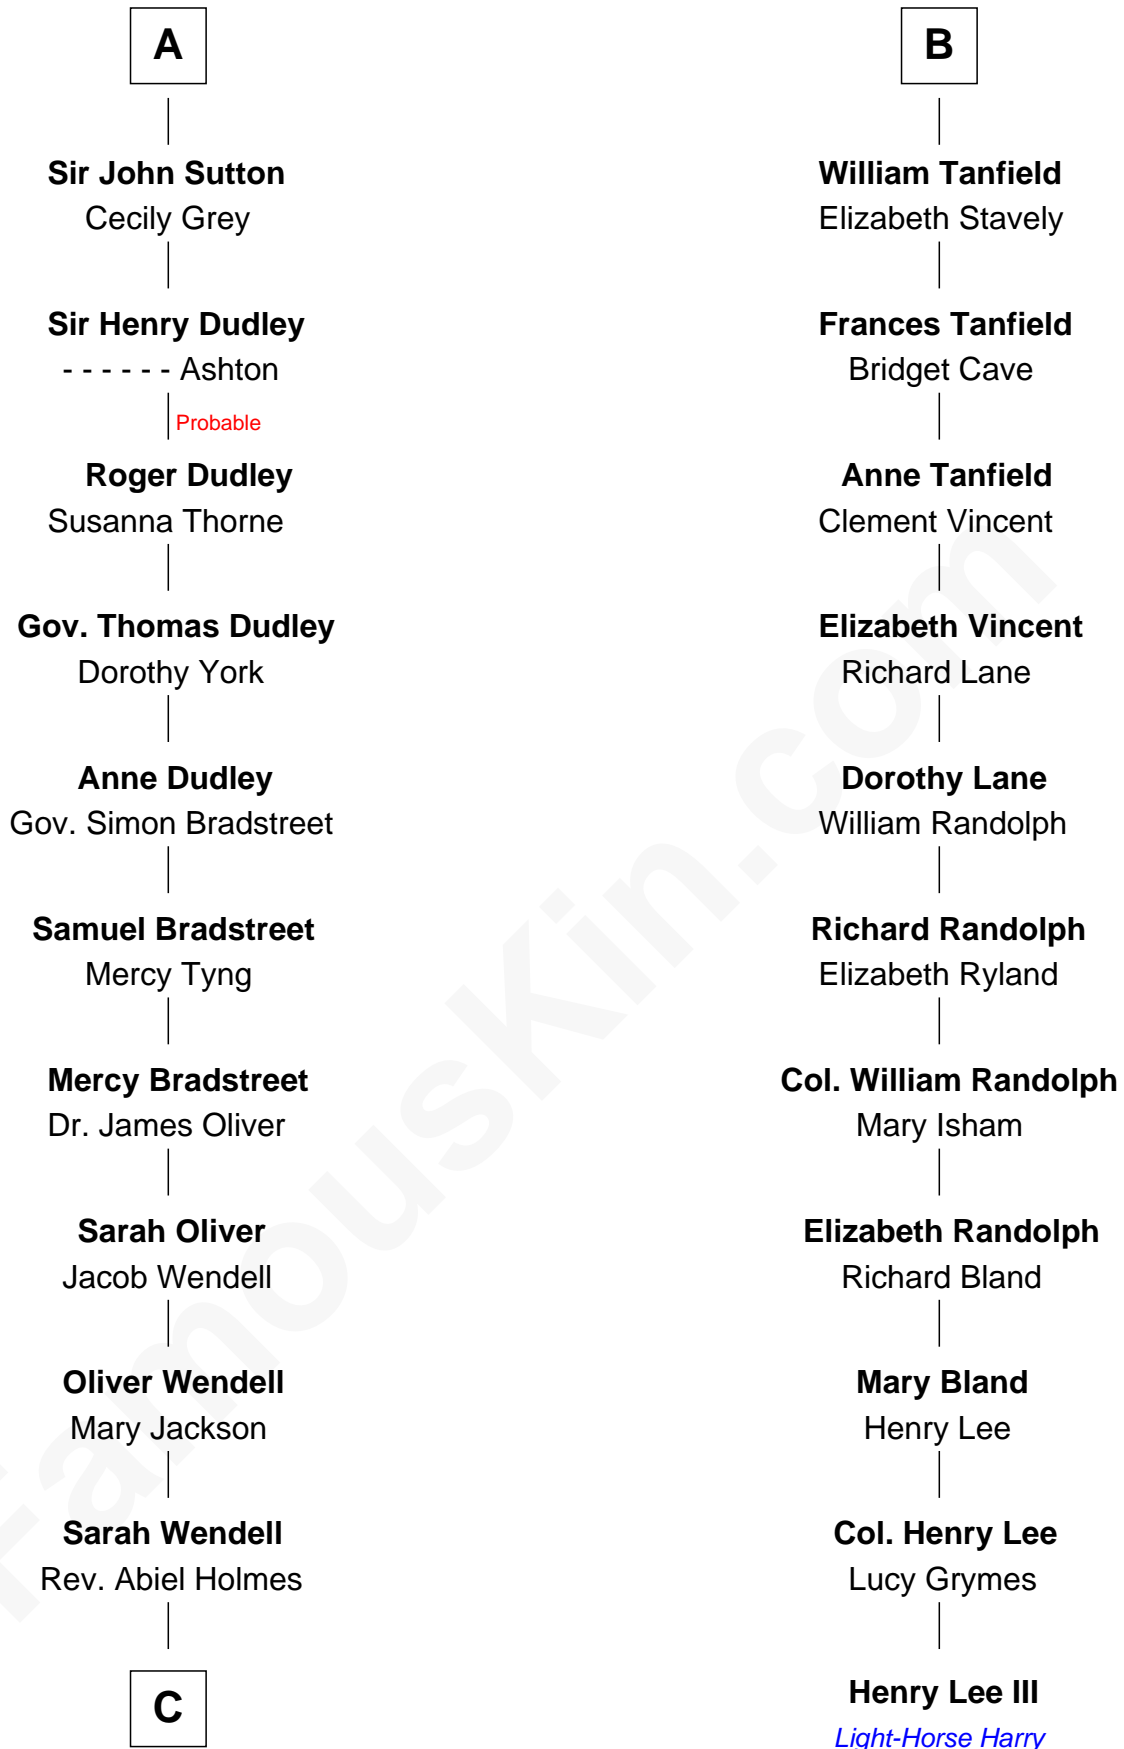 A
Sir John Sutton
Cecily Grey
Sir Henry Dudley
- - - - - - Ashton
Probable
Roger Dudley
Susanna Thorne
Gov. Thomas Dudley
Dorothy York
Anne Dudley
Gov. Simon Bradstreet
Samuel Bradstreet
Mercy Tyng
Mercy Bradstreet
Dr. James Oliver
Sarah Oliver
Jacob Wendell
Oliver Wendell
Mary Jackson
Sarah Wendell
Rev. Abiel Holmes
C
B
William Tanfield
Elizabeth Stavely
Frances Tanfield
Bridget Cave
Anne Tanfield
Clement Vincent
Elizabeth Vincent
Richard Lane
Dorothy Lane
William Randolph
Richard Randolph
Elizabeth Ryland
Col. William Randolph
Mary Isham
Elizabeth Randolph
Richard Bland
Mary Bland
Henry Lee
Col. Henry Lee
Lucy Grymes
Henry Lee III
Light-Horse Harry
FamousKin.com